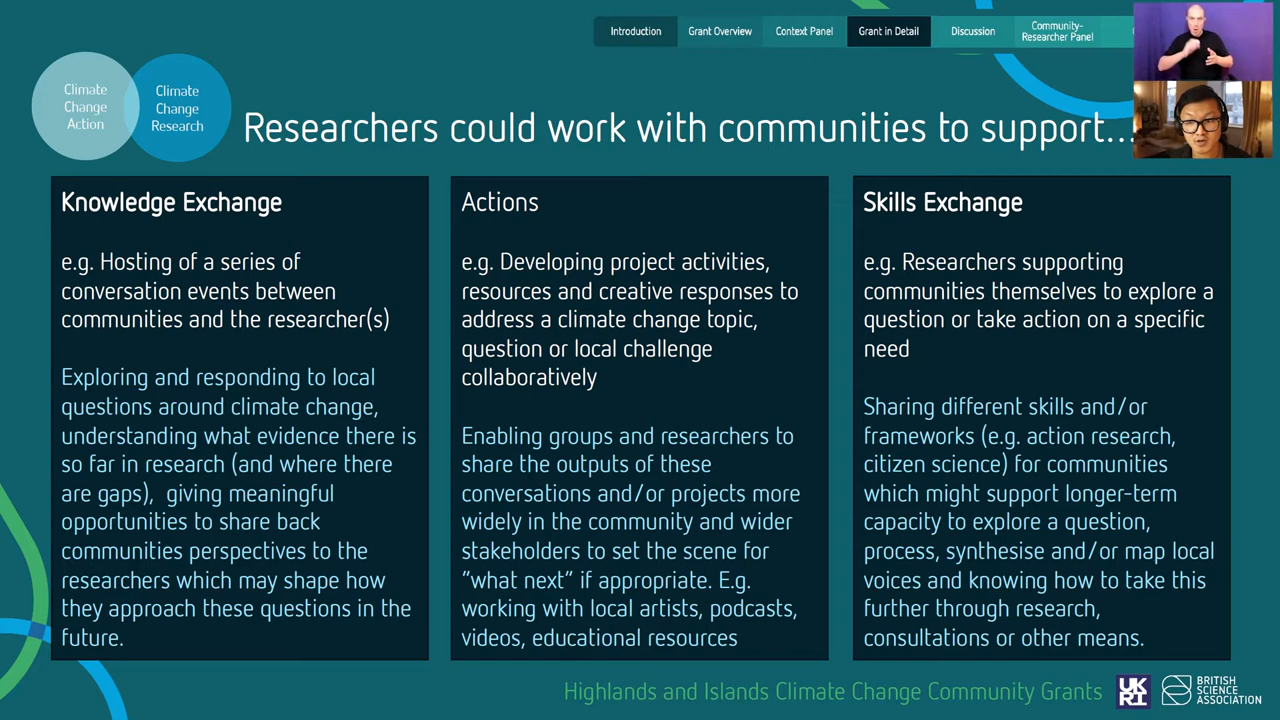 Introduction
Grant Overview
Context Panel
Grant in Detail
Discussion
Community-
Researcher Panel
Climate
Change
Action
Climate
Change
Research
Researchers could work with communities to support...
Knowledge Exchange
e.g. Hosting of a series of
conversation events between
communities and the researcher(s)
Exploring and responding to local
questions around climate change,
understanding what evidence there is
so far in research (and where there
are gaps), giving meaningful
opportunities to share back
communities perspectives to the
researchers which may shape how
they approach these questions in the
future.
Actions
e.g. Developing project activities,
resources and creative responses to
address a climate change topic,
question or local challenge
collaboratively
Enabling groups and researchers to
share the outputs of these
conversations and/or projects more
widely in the community and wider
stakeholders to set the scene for
"what next" if appropriate. E.g.
working with local artists, podcasts,
videos, educational resources
Skills Exchange
e.g. Researchers supporting
communities themselves to explore a
question or take action on a specific
need
Sharing different skills and/or
frameworks (e.g. action research,
citizen science) for communities
which might support longer-term
capacity to explore a question,
process, synthesise and/or map local
voices and knowing how to take this
further through research,
consultations or other means.
Highlands and Islands Climate Change Community Grants
UK
RI
BRITISH
SCIENCE
ASSOCIATION